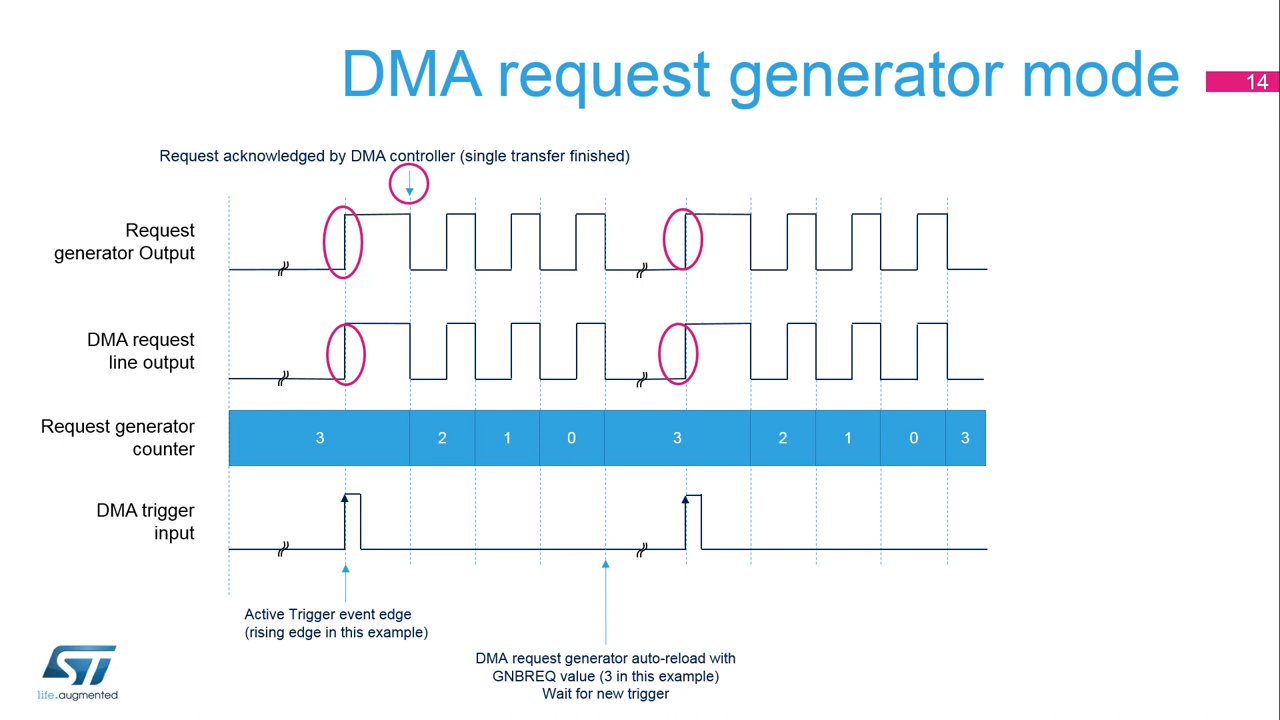 DMA request generator mode
14
Request acknowledged by DMA controller (single transfer finished)
Request
generator Output
DMA request
line output
Request generator
counter
3 2 1 0 3 2 1 0 3
DMA trigger
input
Active Trigger event edge
(rising edge in this example)
DMA request generator auto-reload with
GNBREQ value (3 in this example)
Wait for new trigger
ST
life.augmented